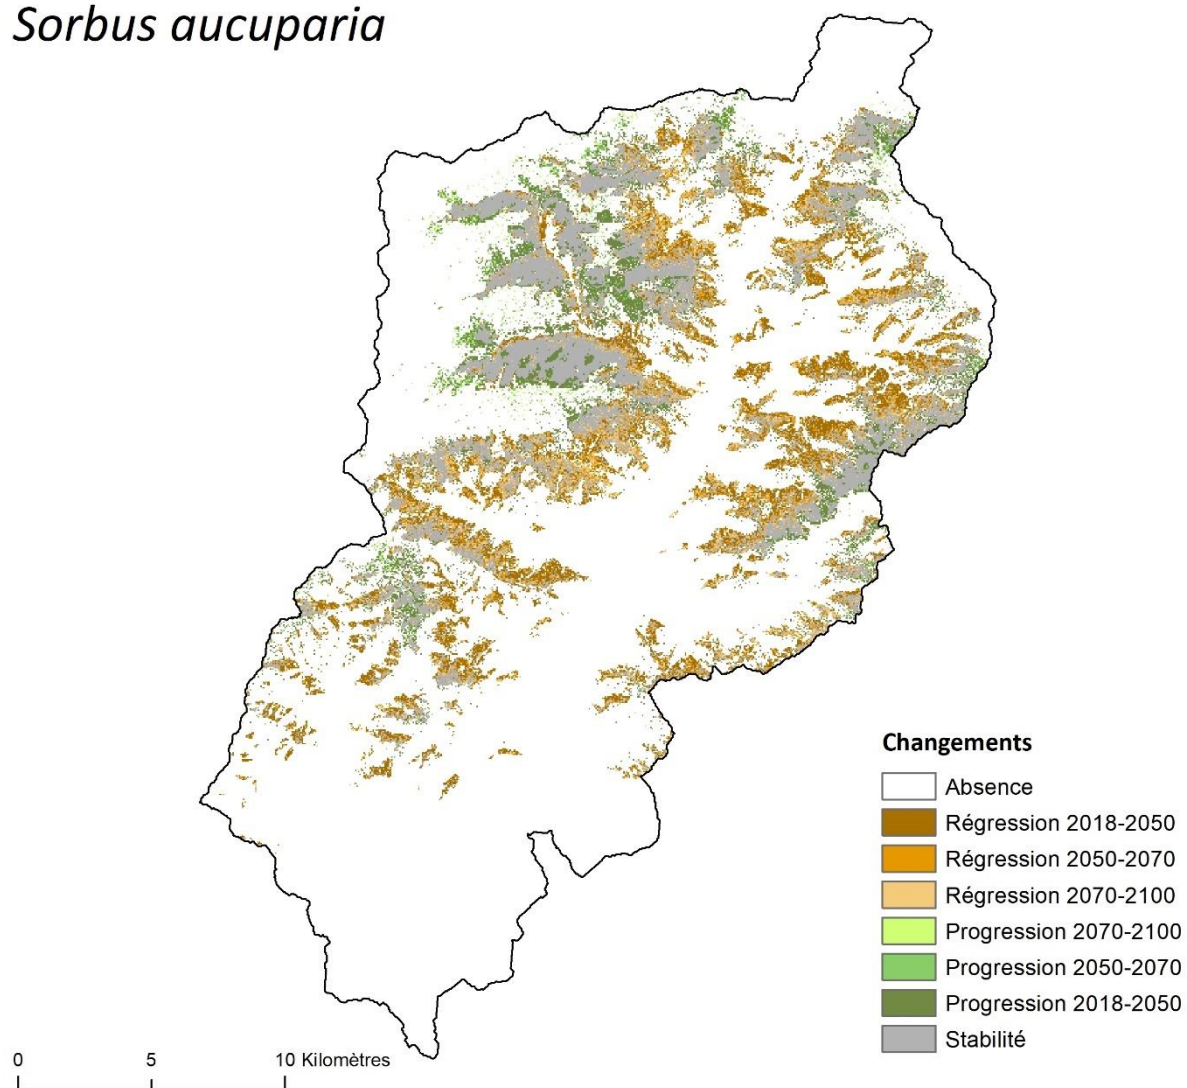 Sorbus aucuparia
Changements
Absence
Régression 2018-2050
Régression 2050-2070
Régression 2070-2100
Progression 2070-2100
Progression 2050-2070
Progression 2018-2050
Stabilité
0 5 10 Kilomètres